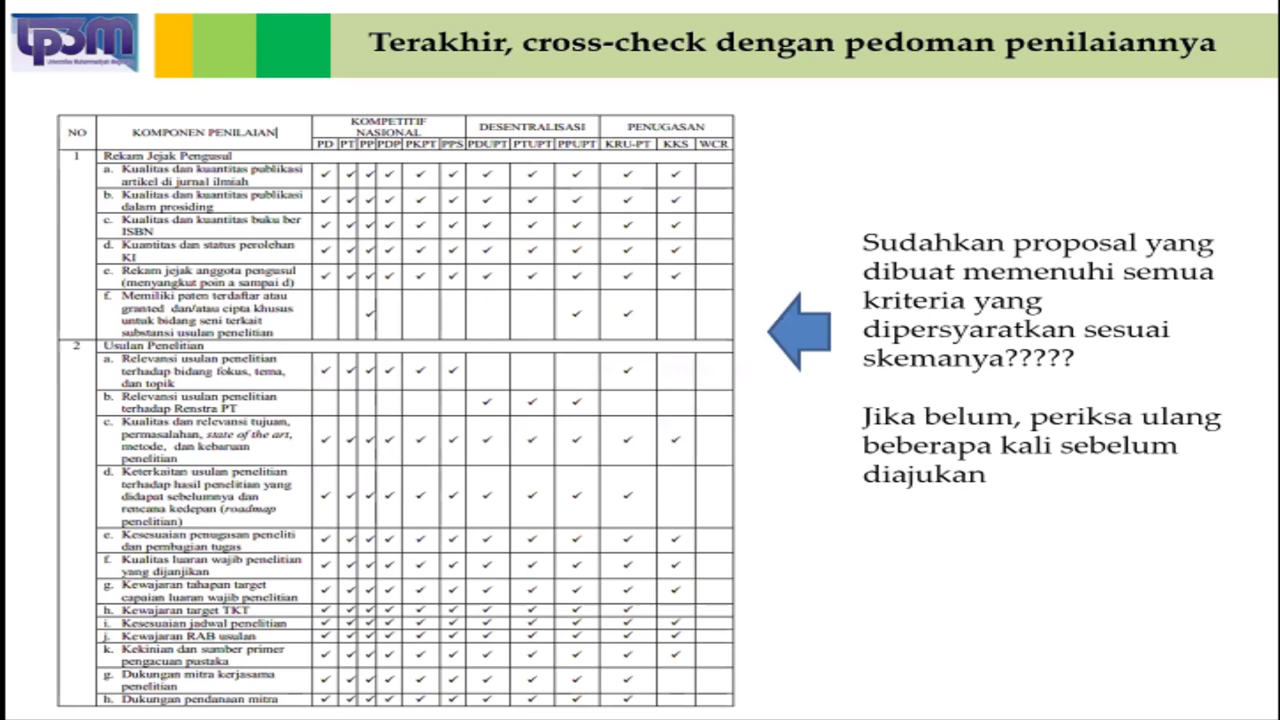 LP3M
Terakhir, cross-check dengan pedoman penilaiannya
NO KOMPONEN PENILAIAN KOMPETITIF NASIONAL DESENTRALISASI PENUGASAN
PD PT PP PDP PKPT PPS PDUPT PTUPT PPUPT KRU-PT KKS WCR
1 Rekam Jejak Pengusul
a. Kualitas dan kuantitas publikasi
artikel di jurnal ilmiah ✓ ✓ ✓ ✓ ✓ ✓ ✓ ✓ ✓ ✓ ✓
b. Kualitas dan kuantitas publikasi
dalam prosiding ✓ ✓ ✓ ✓ ✓ ✓ ✓ ✓ ✓ ✓ ✓
c. Kualitas dan kuantitas buku ber
ISBN ✓ ✓ ✓ ✓ ✓ ✓ ✓ ✓ ✓ ✓ ✓
d. Kuantitas dan status perolehan
KI ✓ ✓ ✓ ✓ ✓ ✓ ✓ ✓ ✓ ✓ ✓
e. Rekam jejak anggota pengusul
(menyangkut poin a sampai d) ✓ ✓ ✓ ✓ ✓ ✓ ✓ ✓ ✓ ✓ ✓
f. Memiliki paten terdaftar atau
granted dan/atau cipta khusus
untuk bidang seni terkait
substansi usulan penelitian ✓ ✓ ✓
2 Usulan Penelitian
a. Relevansi usulan penelitian
terhadap bidang fokus, tema,
dan topik ✓ ✓ ✓ ✓ ✓ ✓ ✓
b. Relevansi usulan penelitian
terhadap Renstra PT ✓ ✓ ✓
c. Kualitas dan relevansi tujuan,
permasalahan, state of the art,
metode, dan kebaruan
penelitian ✓ ✓ ✓ ✓ ✓ ✓ ✓ ✓ ✓ ✓ ✓
d. Keterkaitan usulan penelitian
terhadap hasil penelitian yang
didapat sebelumnya dan
rencana kedepan (roadmap
penelitian) ✓ ✓ ✓ ✓ ✓ ✓ ✓ ✓ ✓ ✓
e. Kesesuaian penugasan peneliti
dan pembagian tugas ✓ ✓ ✓ ✓ ✓ ✓ ✓ ✓ ✓ ✓ ✓
f. Kualitas luaran wajib penelitian
yang dijanjikan ✓ ✓ ✓ ✓ ✓ ✓ ✓ ✓ ✓ ✓ ✓
g. Kewajaran tahapan target
capaian luaran wajib penelitian ✓ ✓ ✓ ✓ ✓ ✓ ✓ ✓ ✓ ✓ ✓
h. Kewajaran target TKT ✓ ✓ ✓ ✓ ✓ ✓ ✓ ✓ ✓ ✓
i. Kesesuaian jadwal penelitian ✓ ✓ ✓ ✓ ✓ ✓ ✓ ✓ ✓ ✓ ✓
j. Kewajaran RAB usulan ✓ ✓ ✓ ✓ ✓ ✓ ✓ ✓ ✓ ✓ ✓
k. Kekinian dan sumber primer
pengacuan pustaka ✓ ✓ ✓ ✓ ✓ ✓ ✓ ✓ ✓ ✓ ✓
g. Dukungan mitra kerjasama
penelitian ✓ ✓ ✓ ✓ ✓ ✓ ✓ ✓ ✓ ✓
h. Dukungan pendanaan mitra ✓ ✓ ✓ ✓ ✓ ✓ ✓ ✓ ✓ ✓
Sudahkan proposal yang
dibuat memenuhi semua
kriteria yang
dipersyaratkan sesuai
skemanya?????
Jika belum, periksa ulang
beberapa kali sebelum
diajukan